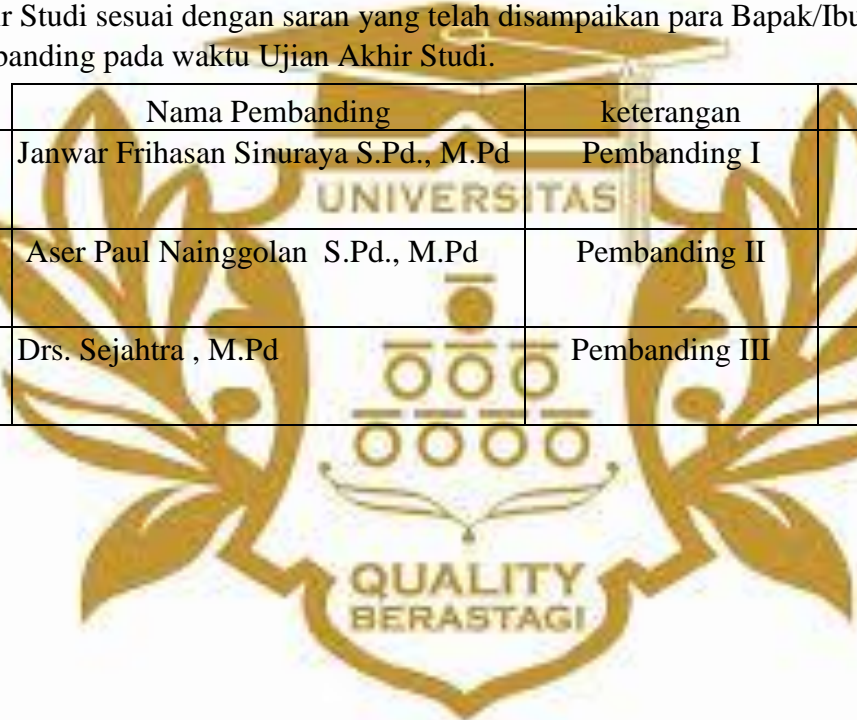 r Studi sesuai dengan saran yang telah disampaikan para Bapak/Ibu
banding pada waktu Ujian Akhir Studi.
Nama Pembanding keterangan
Janwar Frihasan Sinuraya S.Pd., M.Pd Pembanding I
UNIVERSITAS
Aser Paul Nainggolan S.Pd., M.Pd Pembanding II
Drs. Sejahtra , M.Pd Pembanding III
QUALITY
BERASTAGI